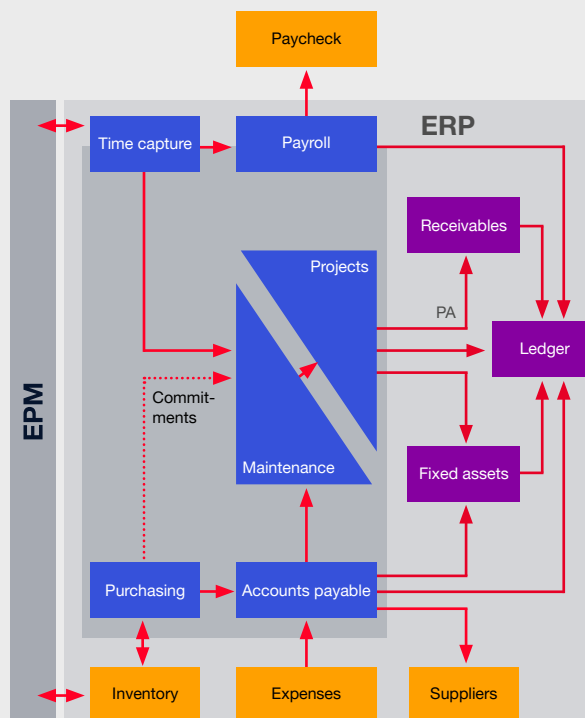 Paycheck
ERP
Time capture
Payroll
Receivables
Projects
PA
Ledger
Commit-
ments
EPM
Maintenance
Fixed assets
Purchasing
Accounts payable
Inventory
Expenses
Suppliers